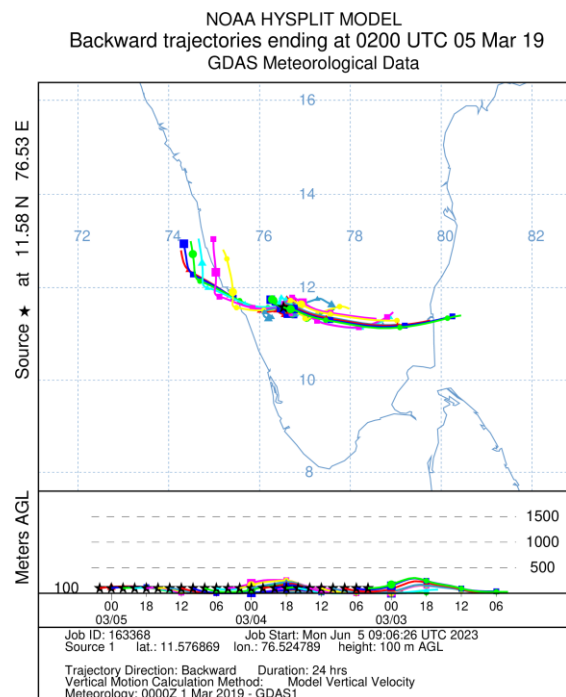 NOAA HYSPLIT MODEL
Backward trajectories ending at 0200 UTC 05 Mar 19
GDAS Meteorological Data
Source ★ at 11.58 N 76.53 E
16
14
72 74 76 78 80 82
12
10
8
Meters AGL
1500
1000
500
100
00 18 12 06 00 18 12 06 00 18 12 06
03/05 03/04 03/03
Job ID: 163368 Job Start: Mon Jun 5 09:06:26 UTC 2023
Source 1 lat.: 11.576869 lon.: 76.524789 height: 100 m AGL
Trajectory Direction: Backward Duration: 24 hrs
Vertical Motion Calculation Method: Model Vertical Velocity
Meteorology: 0000Z 1 Mar 2019 - GDAS1